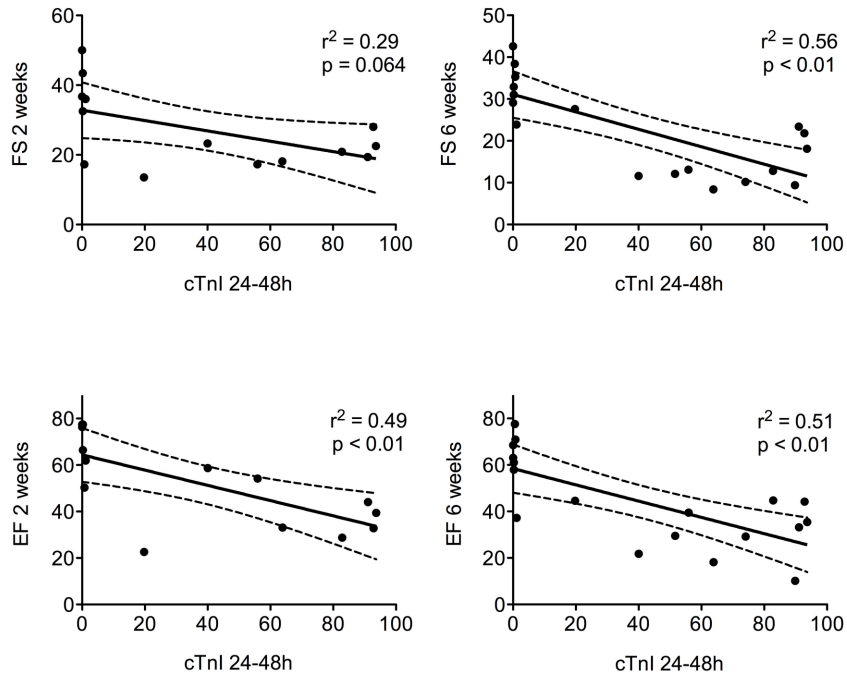 60
40
20
0
FS 2 weeks
r² = 0.29
p = 0.064
0 20 40 60 80 100
cTnI 24-48h
50
40
30
20
10
0
FS 6 weeks
r² = 0.56
p < 0.01
0 20 40 60 80 100
cTnI 24-48h
80
60
40
20
0
EF 2 weeks
r² = 0.49
p < 0.01
0 20 40 60 80 100
cTnI 24-48h
80
60
40
20
0
EF 6 weeks
r² = 0.51
p < 0.01
0 20 40 60 80 100
cTnI 24-48h